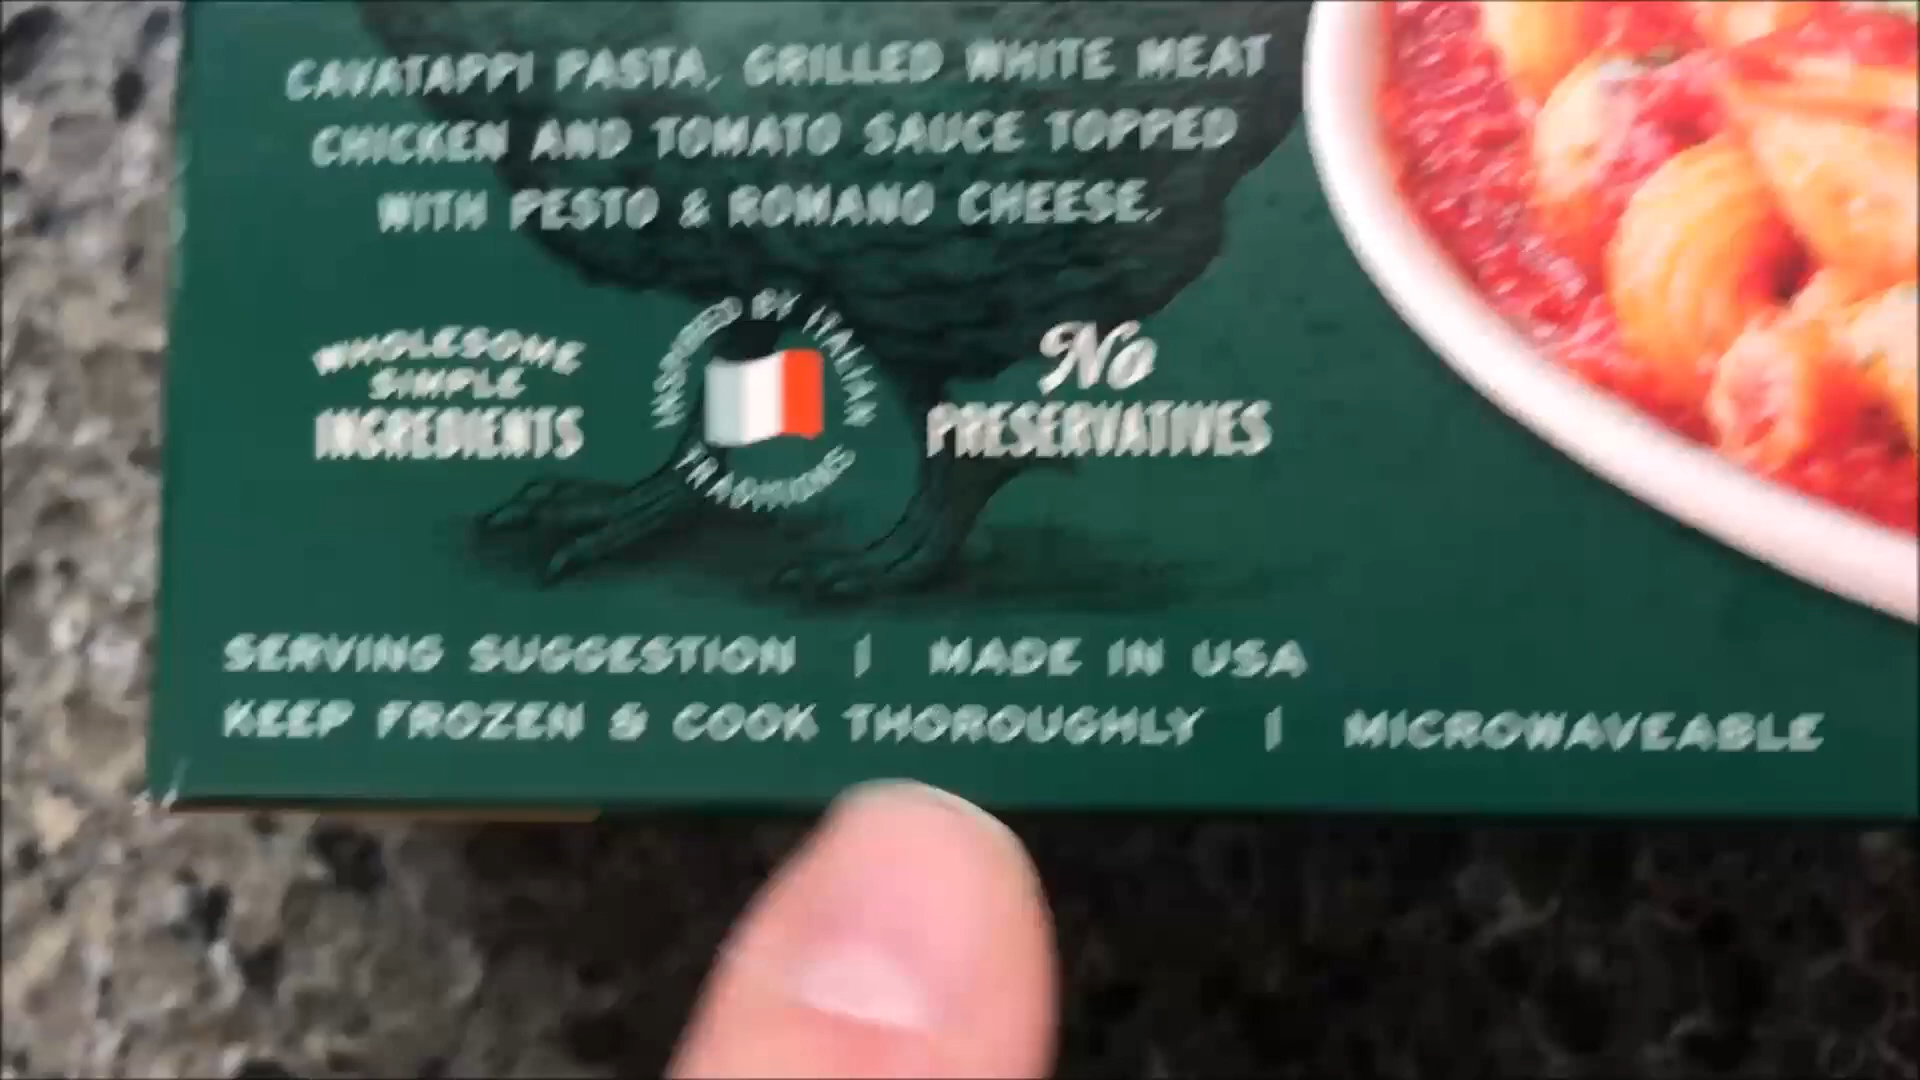 CAVATAPPI PASTA, GRILLED WHITE MEAT
CHICKEN AND TOMATO SAUCE TOPPED
WITH PESTO & ROMANO CHEESE.
WHOLESOME
SIMPLE
INGREDIENTS
INSPIRED BY ITALIAN
TRADITIONS
No
PRESERVATIVES
SERVING SUGGESTION | MADE IN USA
KEEP FROZEN & COOK THOROUGHLY | MICROWAVEABLE